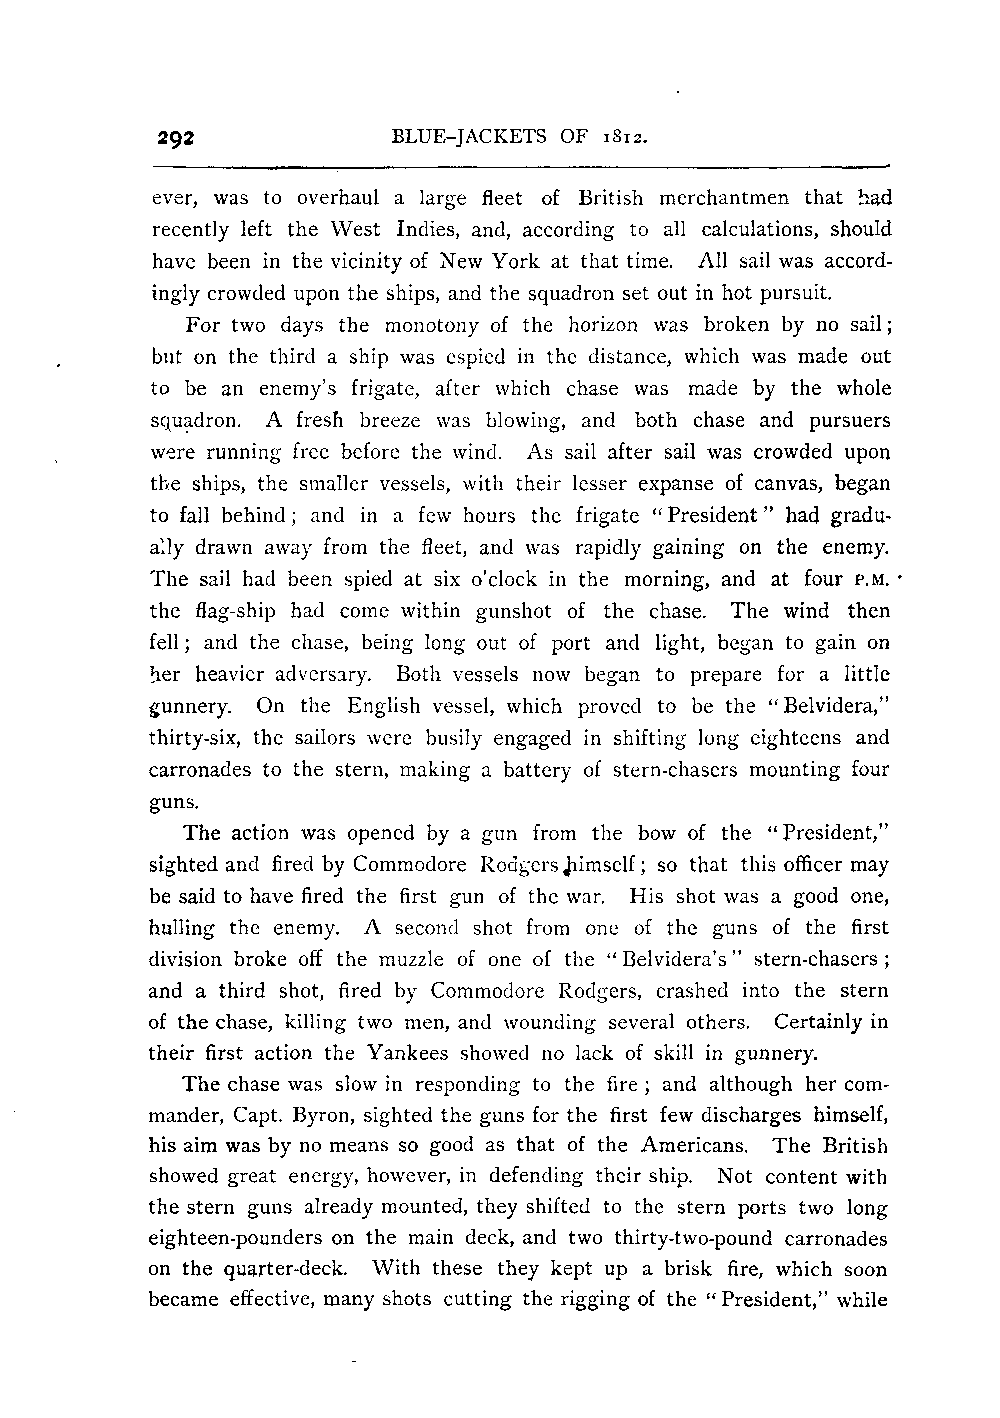 292 BLUE-JACKETS OF 1812.
ever, was to overhaul a large fleet of British merchantmen that had
recently left the West Indies, and, according to all calculations, should
have been in the vicinity of New York at that time. All sail was accord-
ingly crowded upon the ships, and the squadron set out in hot pursuit.
For two days the monotony of the horizon was broken by no sail;
but on the third a ship was espied in the distance, which was made out
to be an enemy's frigate, after which chase was made by the whole
squadron. A fresh breeze was blowing, and both chase and pursuers
were running free before the wind. As sail after sail was crowded upon
the ships, the smaller vessels, with their lesser expanse of canvas, began
to fall behind; and in a few hours the frigate "President" had gradu-
ally drawn away from the fleet, and was rapidly gaining on the enemy.
The sail had been spied at six o'clock in the morning, and at four P.M.
the flag-ship had come within gunshot of the chase. The wind then
fell; and the chase, being long out of port and light, began to gain on
her heavier adversary. Both vessels now began to prepare for a little
gunnery. On the English vessel, which proved to be the "Belvidera,"
thirty-six, the sailors were busily engaged in shifting long eighteens and
carronades to the stern, making a battery of stern-chasers mounting four
guns.
The action was opened by a gun from the bow of the "President,"
sighted and fired by Commodore Rodgers himself; so that this officer may
be said to have fired the first gun of the war. His shot was a good one,
hulling the enemy. A second shot from one of the guns of the first
division broke off the muzzle of one of the "Belvidera's" stern-chasers;
and a third shot, fired by Commodore Rodgers, crashed into the stern
of the chase, killing two men, and wounding several others. Certainly in
their first action the Yankees showed no lack of skill in gunnery.
The chase was slow in responding to the fire; and although her com-
mander, Capt. Byron, sighted the guns for the first few discharges himself,
his aim was by no means so good as that of the Americans. The British
showed great energy, however, in defending their ship. Not content with
the stern guns already mounted, they shifted to the stern ports two long
eighteen-pounders on the main deck, and two thirty-two-pound carronades
on the quarter-deck. With these they kept up a brisk fire, which soon
became effective, many shots cutting the rigging of the "President," while